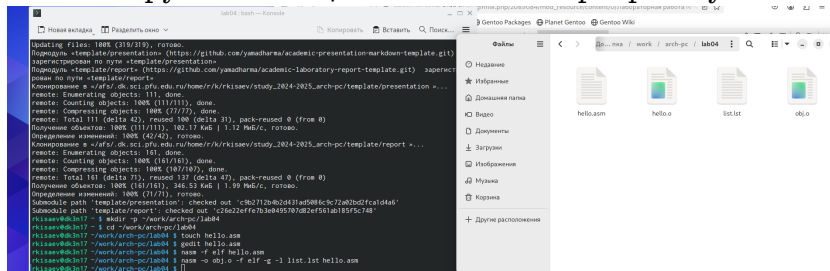 lab04 : bash — Konsole
Новая вкладка
Разделить окно
Копировать
Вставить
Поиск...
Updating files: 100% (319/319), готово.
Подмодуль «template/presentation» (https://github.com/yamadharma/academic-presentation-markdown-template.git)
зарегистрирован по пути «template/presentation»
Подмодуль «template/report» (https://github.com/yamadharma/academic-laboratory-report-template.git) зарегист
рован по пути «template/report»
Клонирование в «/afs/.dk.sci.pfu.edu.ru/home/r/k/rkisaev/study_2024-2025_arch-pc/template/presentation »...
remote: Enumerating objects: 111, done.
remote: Counting objects: 100% (111/111), done.
remote: Compressing objects: 100% (77/77), done.
remote: Total 111 (delta 42), reused 100 (delta 31), pack-reused 0 (from 0)
Получение объектов: 100% (111/111), 102.17 КиБ | 1.12 МиБ/с, готово.
Определение изменений: 100% (42/42), готово.
Клонирование в «/afs/.dk.sci.pfu.edu.ru/home/r/k/rkisaev/study_2024-2025_arch-pc/template/report »...
remote: Enumerating objects: 161, done.
remote: Counting objects: 100% (161/161), done.
remote: Compressing objects: 100% (107/107), done.
remote: Total 161 (delta 71), reused 137 (delta 47), pack-reused 0 (from 0)
Получение объектов: 100% (161/161), 346.53 КиБ | 1.99 МиБ/с, готово.
Определение изменений: 100% (71/71), готово.
Submodule path 'template/presentation': checked out 'c9b2712b4b2d431ad5086c9c72a02bd2fca1d4a6'
Submodule path 'template/report': checked out 'c26e22effe7b3e0495707d82ef561ab185f5c748'
rkisaev@dk3n17 ~ $ mkdir -p ~/work/arch-pc/lab04
rkisaev@dk3n17 ~ $ cd ~/work/arch-pc/lab04
rkisaev@dk3n17 ~/work/arch-pc/lab04 $ touch hello.asm
rkisaev@dk3n17 ~/work/arch-pc/lab04 $ gedit hello.asm
rkisaev@dk3n17 ~/work/arch-pc/lab04 $ nasm -f elf hello.asm
rkisaev@dk3n17 ~/work/arch-pc/lab04 $ nasm -o obj.o -f elf -g -l list.lst hello.asm
rkisaev@dk3n17 ~/work/arch-pc/lab04 $
Gentoo Packages
Planet Gentoo
Gentoo Wiki
Файлы
До…пка / work / arch-pc / lab04
Недавние
Избранные
Домашняя папка
Видео
Документы
Загрузки
Изображения
Музыка
Корзина
Другие расположения
hello.asm
hello.o
list.lst
obj.o